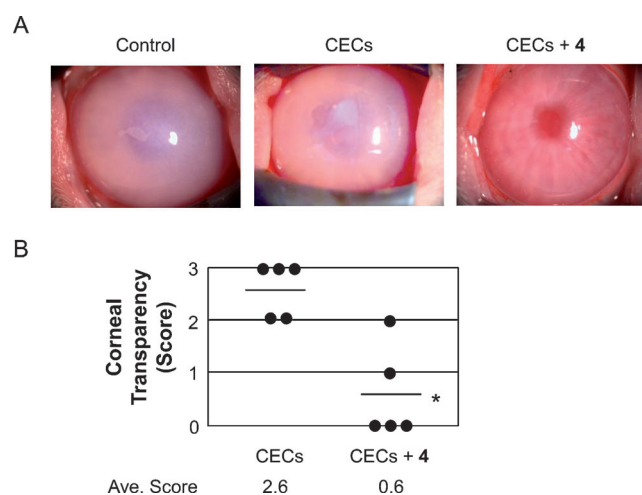 A
Control CECs CECs + 4
B
Corneal
Transparency
(Score)
3
2
1
0
*
CECs CECs + 4
Ave. Score 2.6 0.6